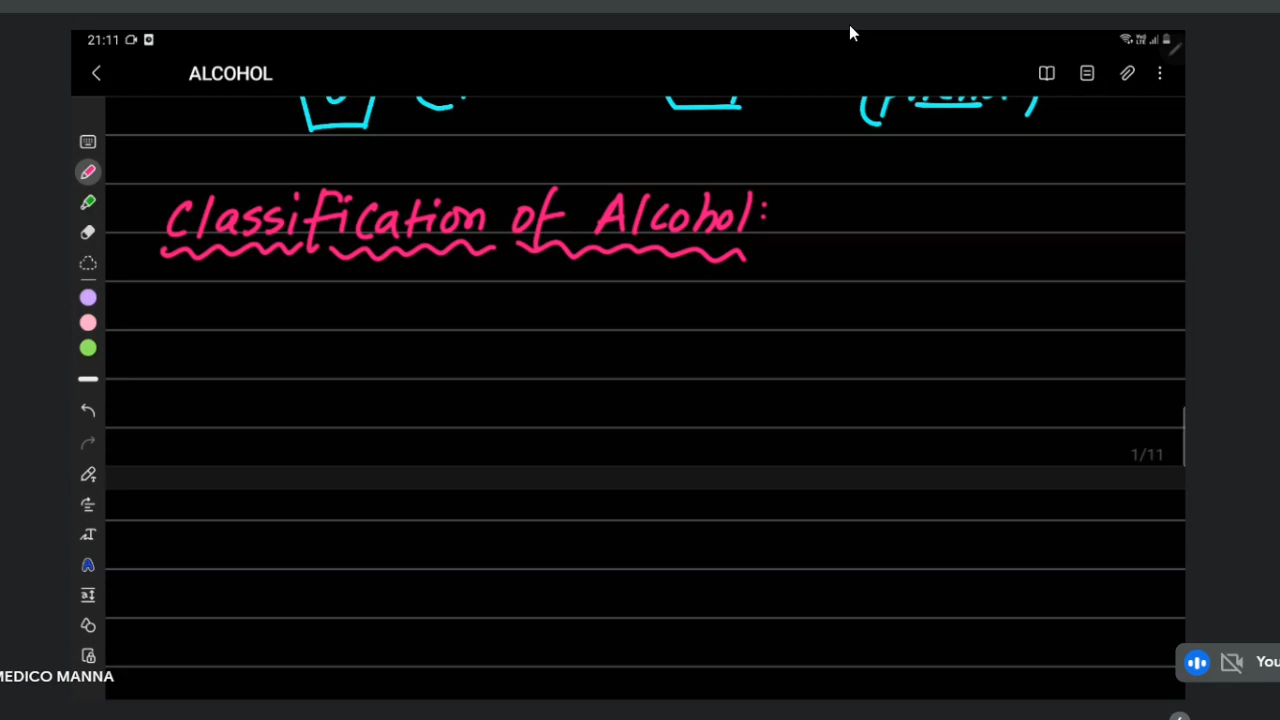 21:11
ALCOHOL
Classification of Alcohol:
1/11
MEDICO MANNA
You